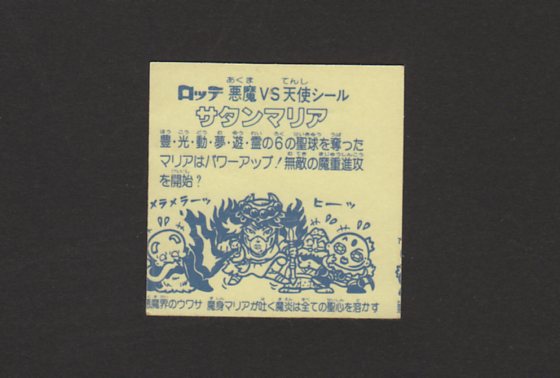 ロッテ 悪魔VS天使シール
サタンマリア
豊・光・動・夢・遊・霊の6の聖球を奪った
マリアはパワーアップ！無敵の魔重進攻
を開始？
メラメラーッ ヒーッ
悪魔界のウワサ 魔身マリアが吐く魔炎は全ての聖心を溶かす